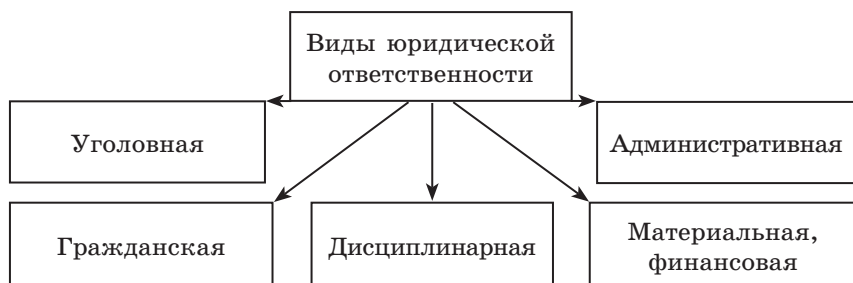 Виды юридической
ответственности
Уголовная
Административная
Гражданская
Дисциплинарная
Материальная,
финансовая